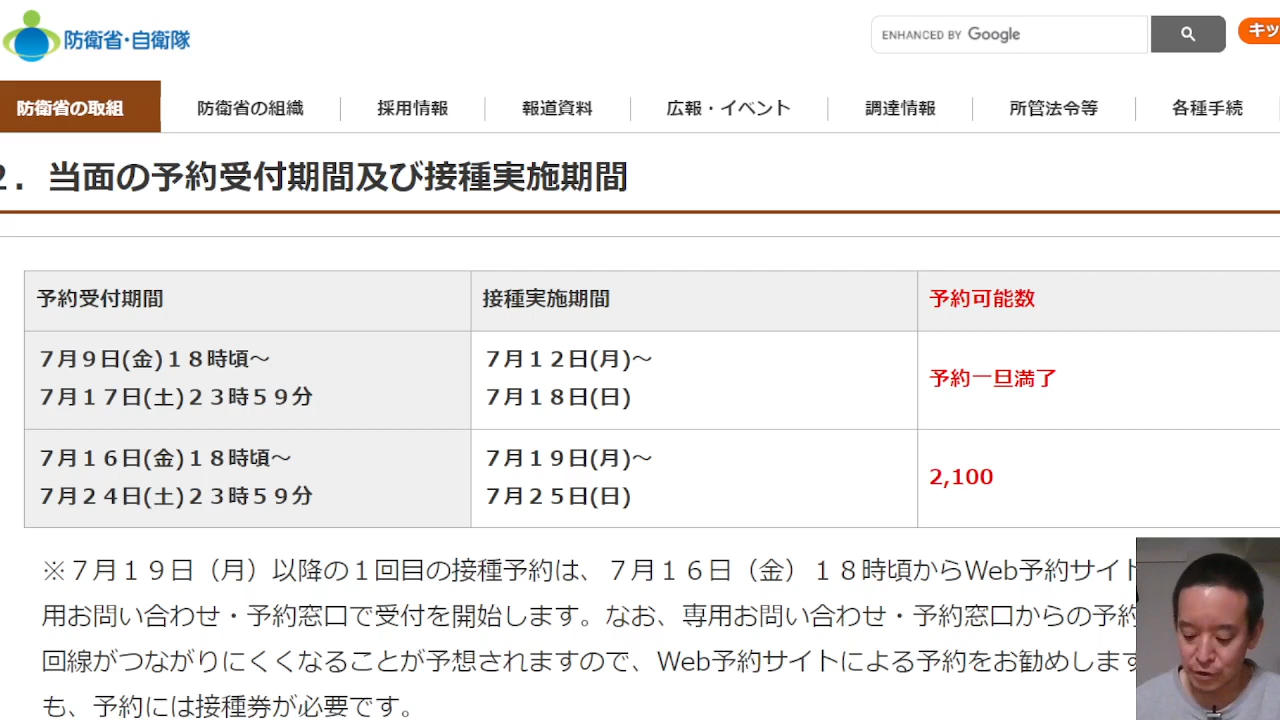 防衛省・自衛隊
ENHANCED BY Google
キッ
防衛省の取組
防衛省の組織
採用情報
報道資料
広報・イベント
調達情報
所管法令等
各種手続
２．当面の予約受付期間及び接種実施期間
予約受付期間
接種実施期間
予約可能数
７月９日(金)１８時頃～
７月１７日(土)２３時５９分
７月１２日(月)～
７月１８日(日)
予約一旦満了
７月１６日(金)１８時頃～
７月２４日(土)２３時５９分
７月１９日(月)～
７月２５日(日)
2,100
※７月１９日（月）以降の１回目の接種予約は、７月１６日（金）１８時頃からWeb予約サイト
用お問い合わせ・予約窓口で受付を開始します。なお、専用お問い合わせ・予約窓口からの予約
回線がつながりにくくなることが予想されますので、Web予約サイトによる予約をお勧めします
も、予約には接種券が必要です。